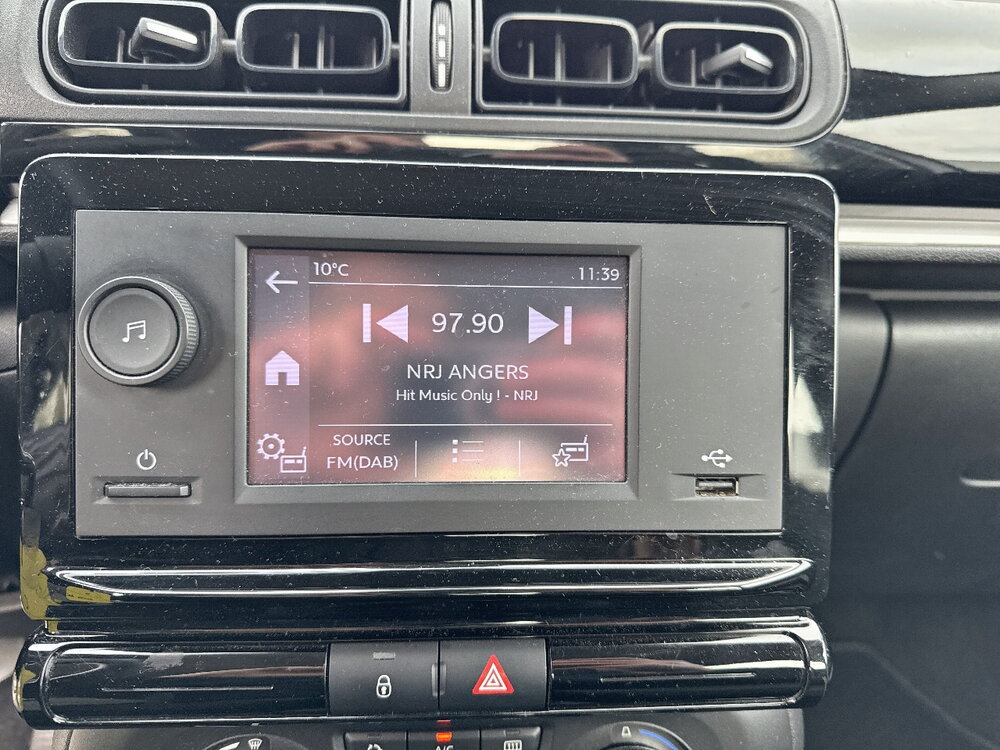 10°C 11:39
97.90
NRJ ANGERS
Hit Music Only ! - NRJ
SOURCE
FM(DAB)
A/C